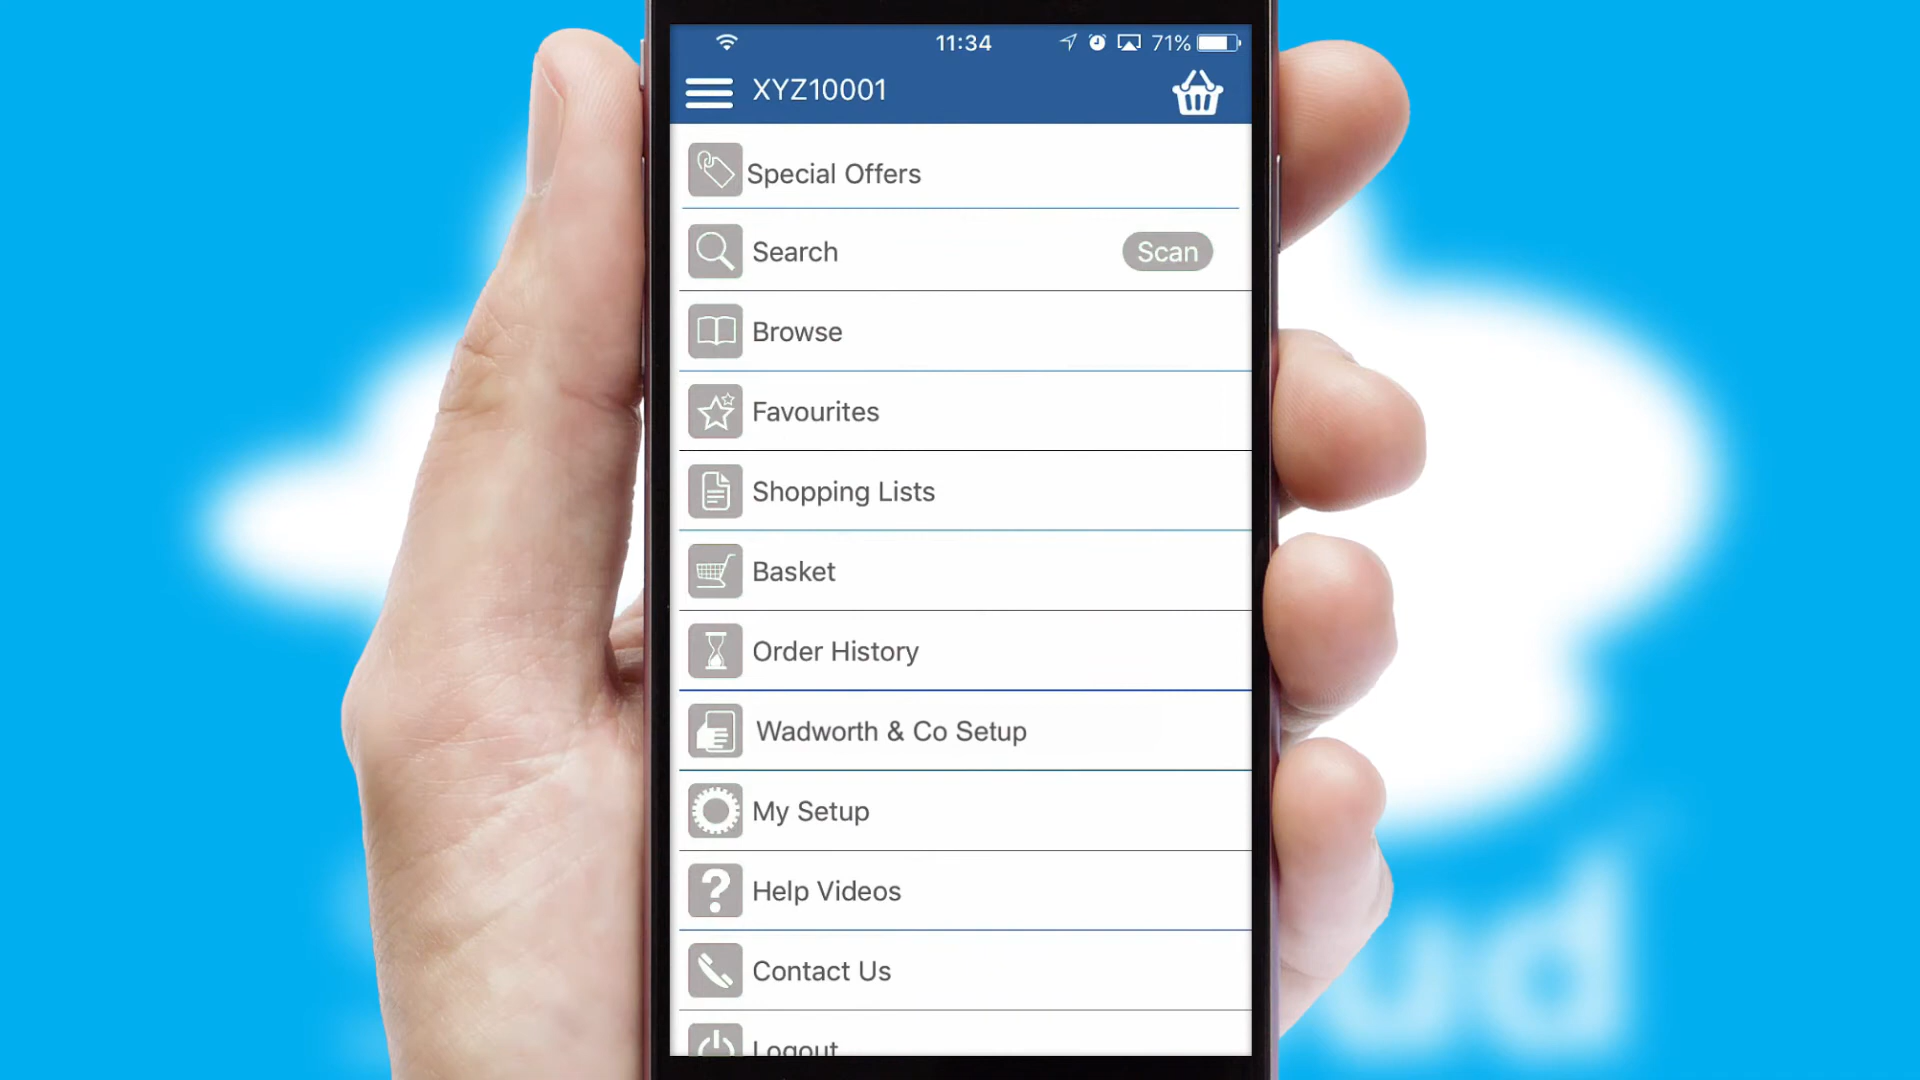 11:34
71%
XYZ10001
Special Offers
Search
Scan
Browse
Favourites
Shopping Lists
Basket
Order History
Wadworth & Co Setup
My Setup
Help Videos
Contact Us
Logout
ud